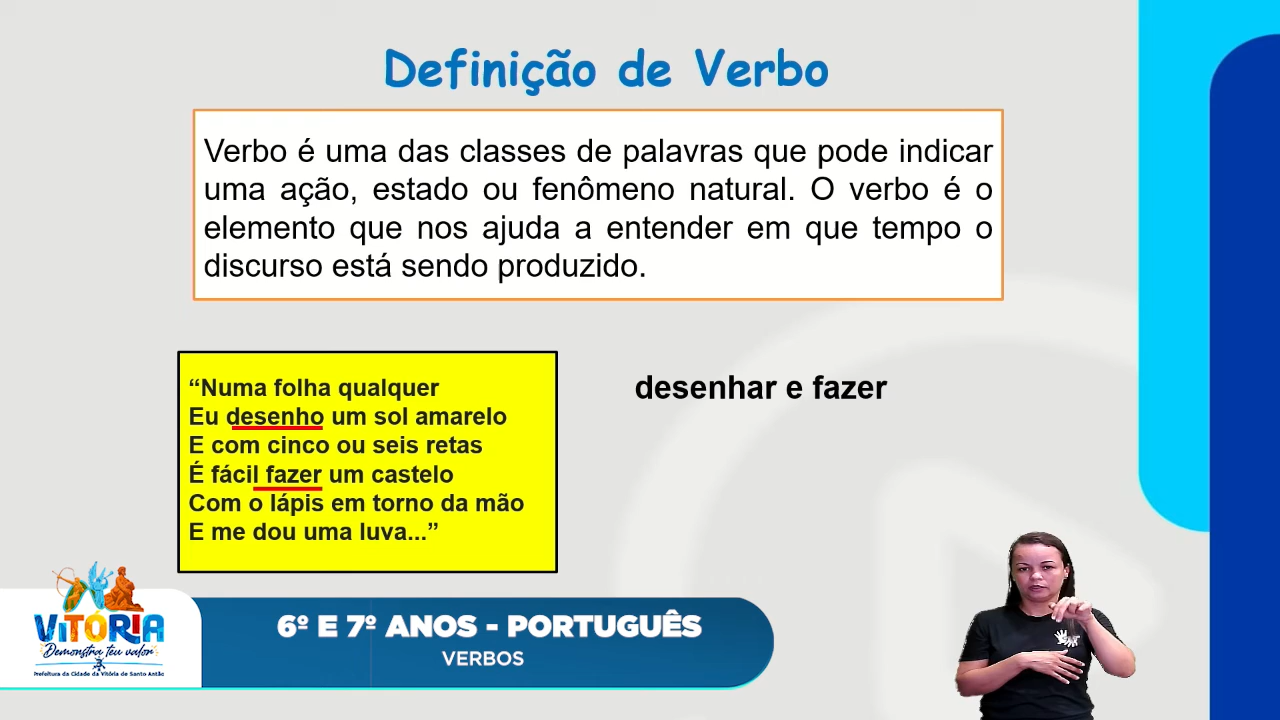 Definição de Verbo
Verbo é uma das classes de palavras que pode indicar
uma ação, estado ou fenômeno natural. O verbo é o
elemento que nos ajuda a entender em que tempo o
discurso está sendo produzido.
“Numa folha qualquer
Eu desenho um sol amarelo
E com cinco ou seis retas
É fácil fazer um castelo
Com o lápis em torno da mão
E me dou uma luva...”
desenhar e fazer
VITÓRIA
Demonstra teu valor
Prefeitura da Cidade da Vitória de Santo Antão
6º E 7º ANOS - PORTUGUÊS
VERBOS